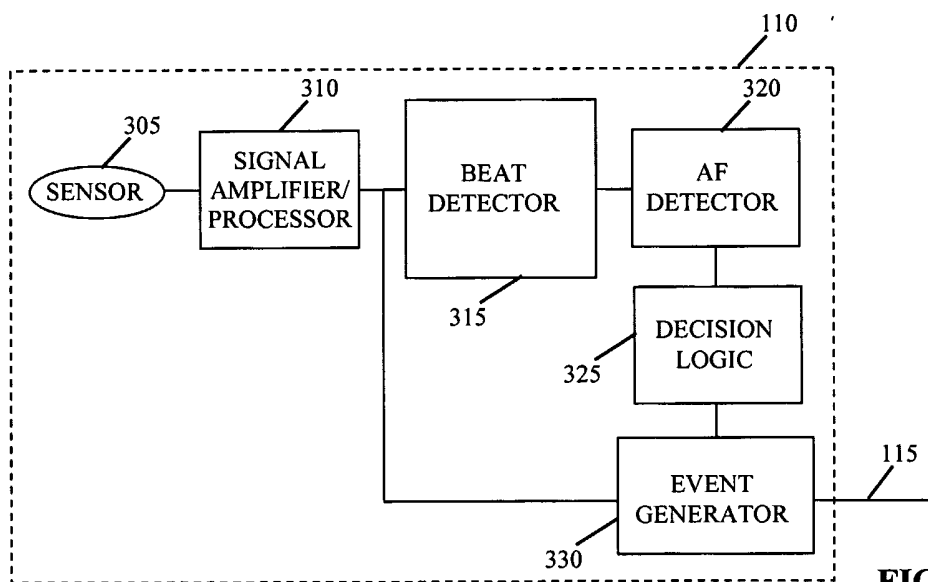 110
310
320
305
SIGNAL
AMPLIFIER/
PROCESSOR
SENSOR
BEAT
DETECTOR
AF
DETECTOR
315
DECISION
LOGIC
325
115
EVENT
GENERATOR
330
FIG